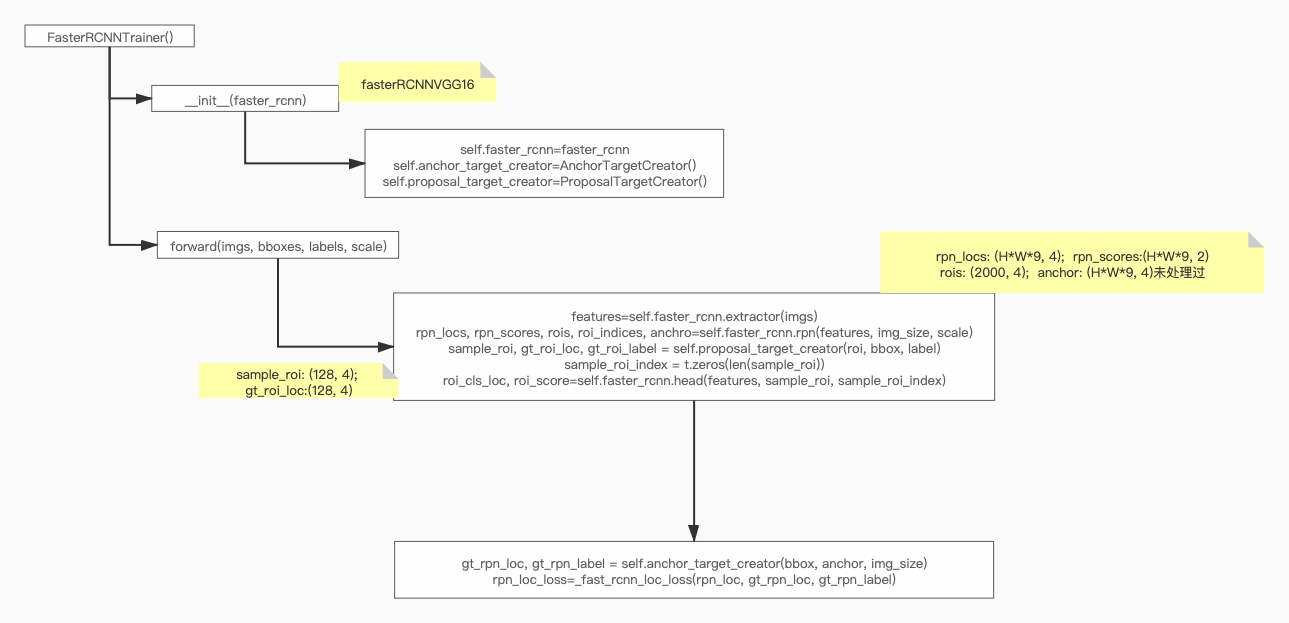 FasterRCNNTrainer()
__init__(faster_rcnn)
fasterRCNNVGG16
self.faster_rcnn=faster_rcnn
self.anchor_target_creator=AnchorTargetCreator()
self.proposal_target_creator=ProposalTargetCreator()
forward(imgs, bboxes, labels, scale)
rpn_locs: (H*W*9, 4);  rpn_scores:(H*W*9, 2)
rois: (2000, 4);  anchor: (H*W*9, 4)未处理过
features=self.faster_rcnn.extractor(imgs)
rpn_locs, rpn_scores, rois, roi_indices, anchro=self.faster_rcnn.rpn(features, img_size, scale)
sample_roi, gt_roi_loc, gt_roi_label = self.proposal_target_creator(roi, bbox, label)
sample_roi_index = t.zeros(len(sample_roi))
roi_cls_loc, roi_score=self.faster_rcnn.head(features, sample_roi, sample_roi_index)
sample_roi: (128, 4);
gt_roi_loc:(128, 4)
gt_rpn_loc, gt_rpn_label = self.anchor_target_creator(bbox, anchor, img_size)
rpn_loc_loss=_fast_rcnn_loc_loss(rpn_loc, gt_rpn_loc, gt_rpn_label)